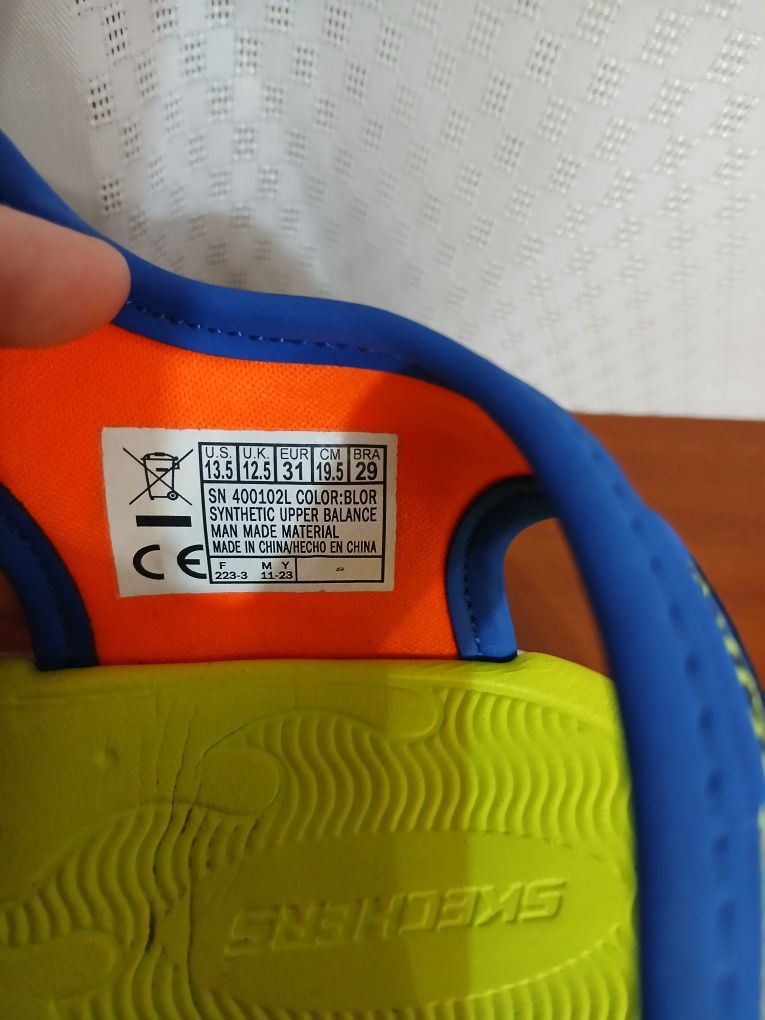 U.S. U.K. EUR CM BRA
13.5 12.5 31 19.5 29
SN 400102L COLOR:BLOR
SYNTHETIC UPPER BALANCE
MAN MADE MATERIAL
MADE IN CHINA/HECHO EN CHINA
CE
F M Y
223-3 11-23
SKECHERS